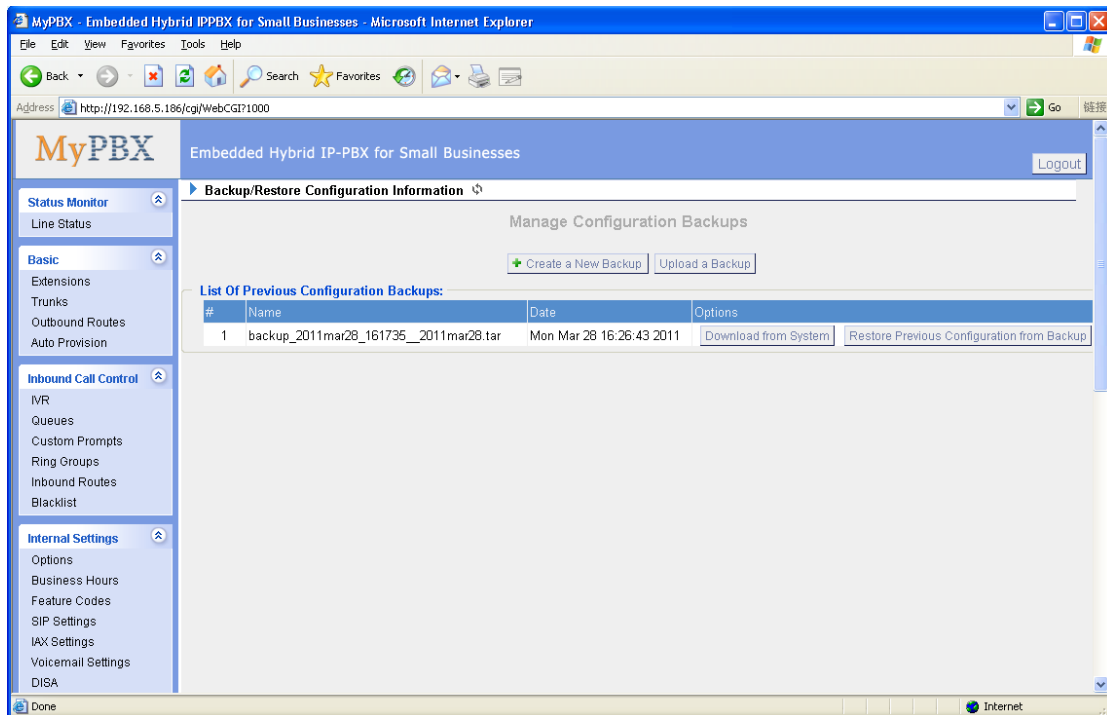 MyPBX - Embedded Hybrid IPPBX for Small Businesses - Microsoft Internet Explorer
File Edit View Favorites Tools Help
Back Search Favorites
Address http://192.168.5.186/cgi/WebCGI?1000 Go 链接
MyPBX
Embedded Hybrid IP-PBX for Small Businesses
Logout
Backup/Restore Configuration Information
Manage Configuration Backups
Create a New Backup Upload a Backup
List Of Previous Configuration Backups:
# Name Date Options
1 backup_2011mar28_161735__2011mar28.tar Mon Mar 28 16:26:43 2011 Download from System Restore Previous Configuration from Backup
Status Monitor
Line Status
Basic
Extensions
Trunks
Outbound Routes
Auto Provision
Inbound Call Control
IVR
Queues
Custom Prompts
Ring Groups
Inbound Routes
Blacklist
Internal Settings
Options
Business Hours
Feature Codes
SIP Settings
IAX Settings
Voicemail Settings
DISA
Done Internet